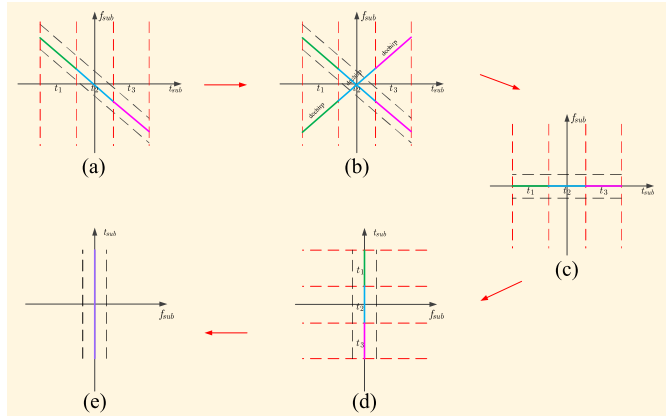 f_sub
t_1
t_2
t_3
t_sub
(a)
f_sub
dechirp
dechirp
dechirp
t_1
t_2
t_3
t_sub
(b)
f_sub
t_1
t_2
t_3
t_sub
(c)
t_sub
t_1
t_2
t_3
f_sub
(d)
t_sub
f_sub
(e)